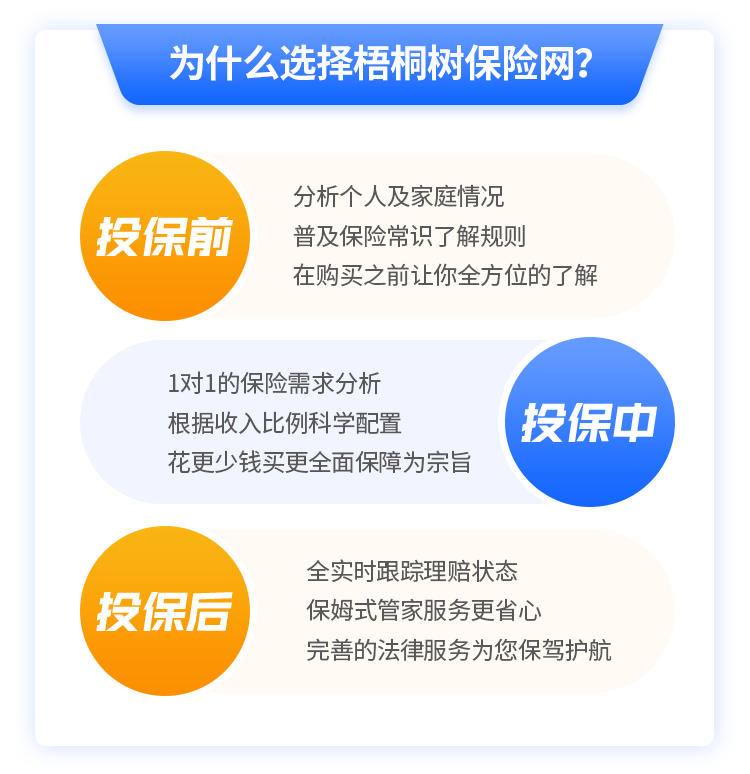 为什么选择梧桐树保险网?
投保前
分析个人及家庭情况
普及保险常识了解规则
在购买之前让你全方位的了解
1对1的保险需求分析
根据收入比例科学配置
花更少钱买更全面保障为宗旨
投保中
投保后
全实时跟踪理赔状态
保姆式管家服务更省心
完善的法律服务为您保驾护航